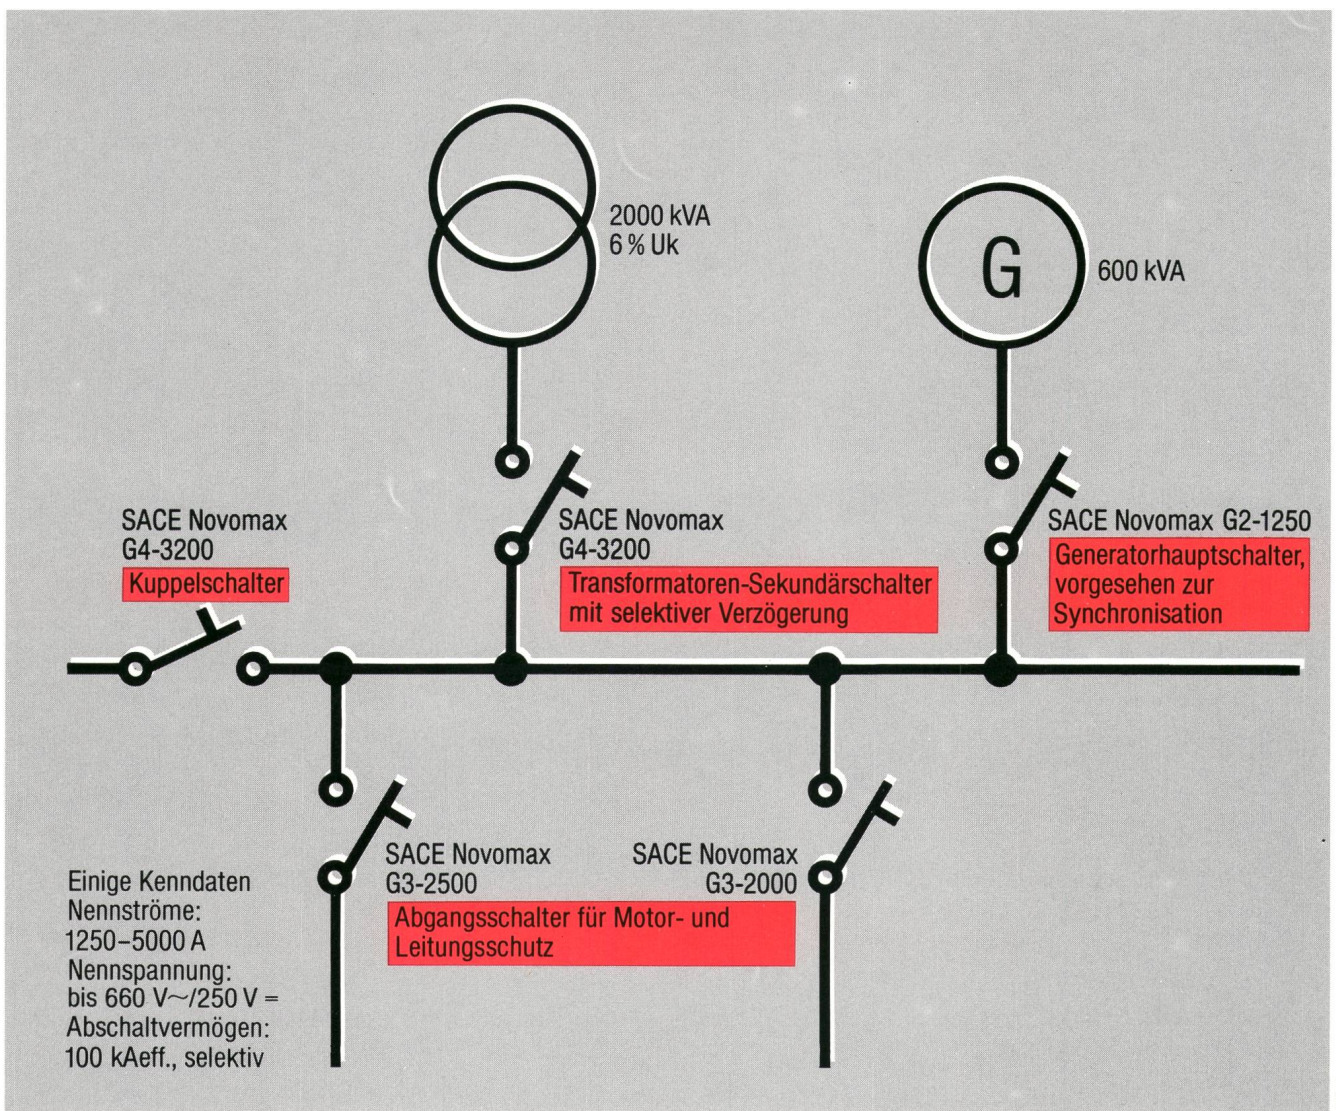 2000 kVA
6 % Uk
G
600 kVA
SACE Novomax
G4-3200
Kuppelschalter
SACE Novomax
G4-3200
Transformatoren-Sekundärschalter
mit selektiver Verzögerung
SACE Novomax G2-1250
Generatorhauptschalter,
vorgesehen zur
Synchronisation
SACE Novomax
G3-2500
SACE Novomax
G3-2000
Abgangsschalter für Motor- und
Leitungsschutz
Einige Kenndaten
Nennströme:
1250–5000 A
Nennspannung:
bis 660 V~/250 V =
Abschaltvermögen:
100 kAeff., selektiv